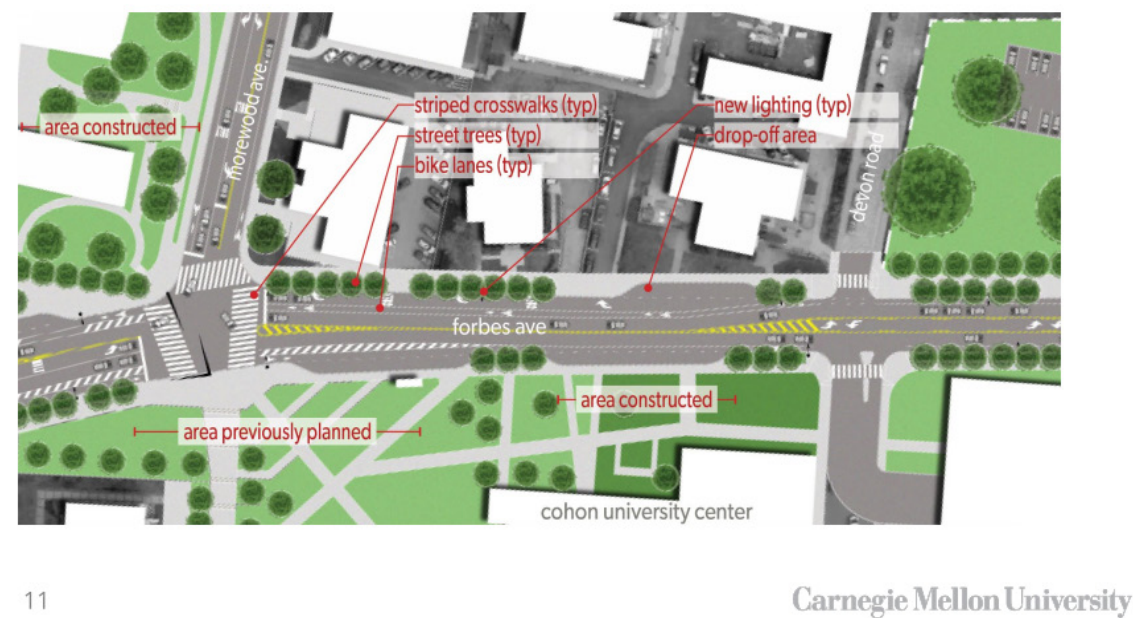 morewood ave.
striped crosswalks (typ)
new lighting (typ)
area constructed
street trees (typ)
drop-off area
bike lanes (typ)
devon road
forbes ave
area constructed
area previously planned
cohon university center
11
Carnegie Mellon University